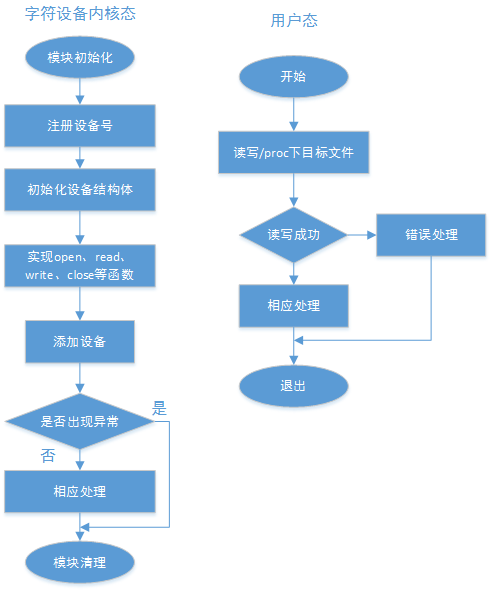 字符设备内核态
模块初始化
注册设备号
初始化设备结构体
实现open、read、
write、close等函数
添加设备
是否出现异常
是
否
相应处理
模块清理
用户态
开始
读写/proc下目标文件
读写成功
错误处理
相应处理
退出